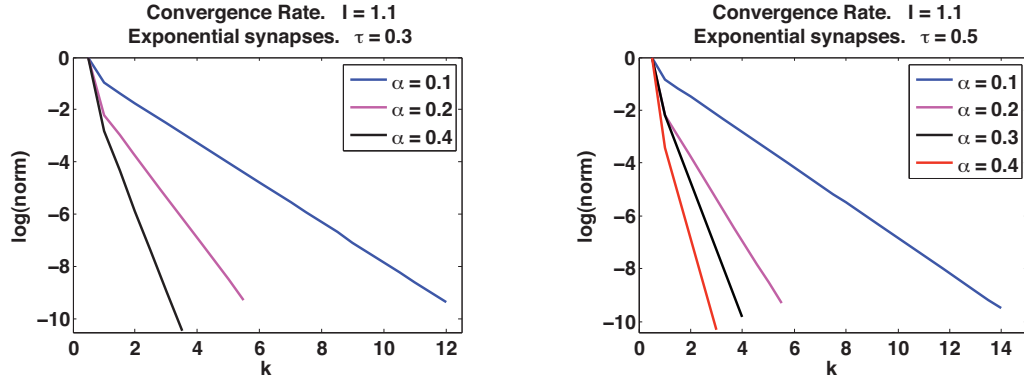 Convergence Rate. I = 1.1
Exponential synapses. τ = 0.3
log(norm)
0
−2
−4
−6
−8
−10
0 2 4 6 8 10 12
k
α = 0.1
α = 0.2
α = 0.4
Convergence Rate. I = 1.1
Exponential synapses. τ = 0.5
log(norm)
0
−2
−4
−6
−8
−10
0 2 4 6 8 10 12 14
k
α = 0.1
α = 0.2
α = 0.3
α = 0.4